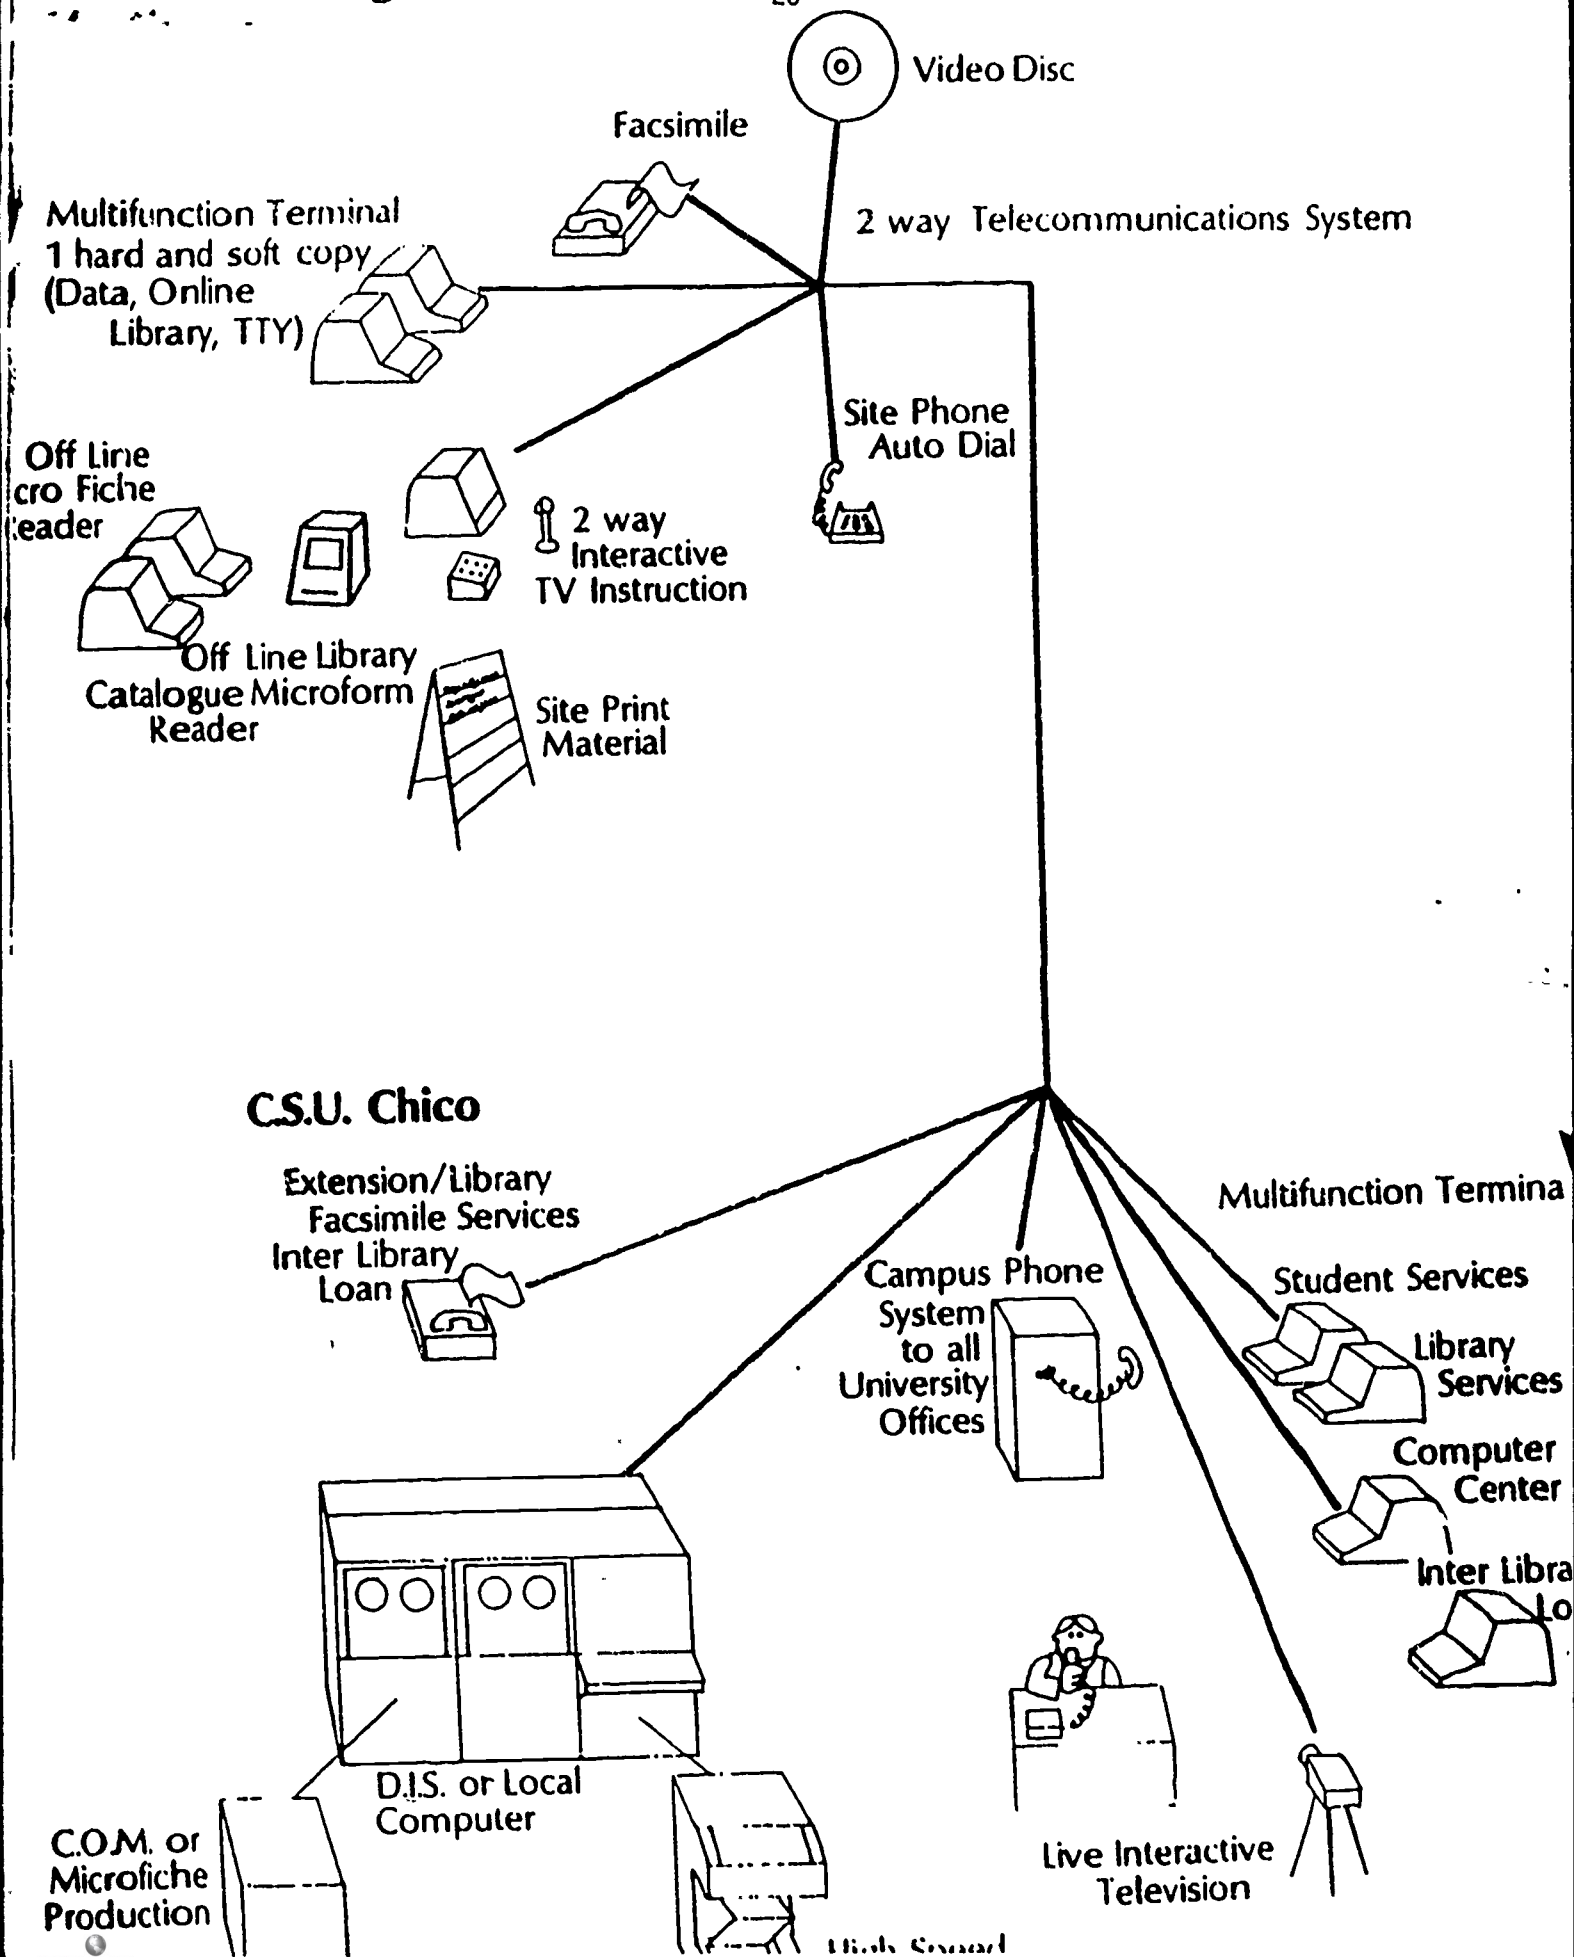 Video Disc
Facsimile
2 way Telecommunications System
Multifunction Terminal
1 hard and soft copy
(Data, Online
Library, TTY)
Site Phone
Auto Dial
Off Line
cro Fiche
eader
2 way
Interactive
TV Instruction
Off Line Library
Catalogue Microform
Reader
Site Print
Material
C.S.U. Chico
Extension/Library
Facsimile Services
Inter Library
Loan
Campus Phone
System
to all
University
Offices
Multifunction Termina
Student Services
Library
Services
Computer
Center
Inter Libra
Lo
D.I.S. or Local
Computer
C.O.M. or
Microfiche
Production
Live Interactive
Television
High Speed